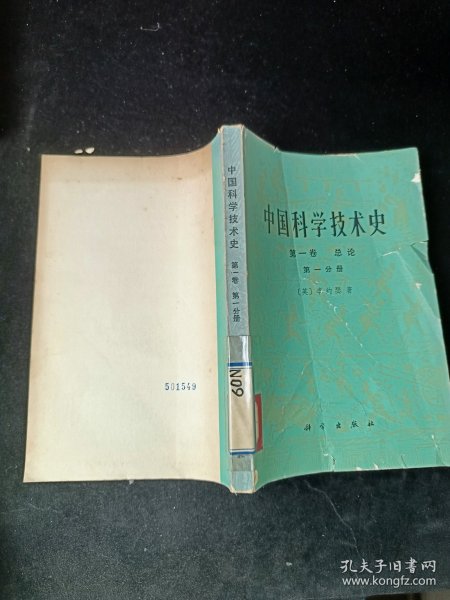 中国科学技术史
第一卷 总论
第一分册
〔英〕李约瑟著
科学出版社
中国科学技术史
第一卷 第一分册
N09
501549
孔夫子旧书网
www.kongfz.com